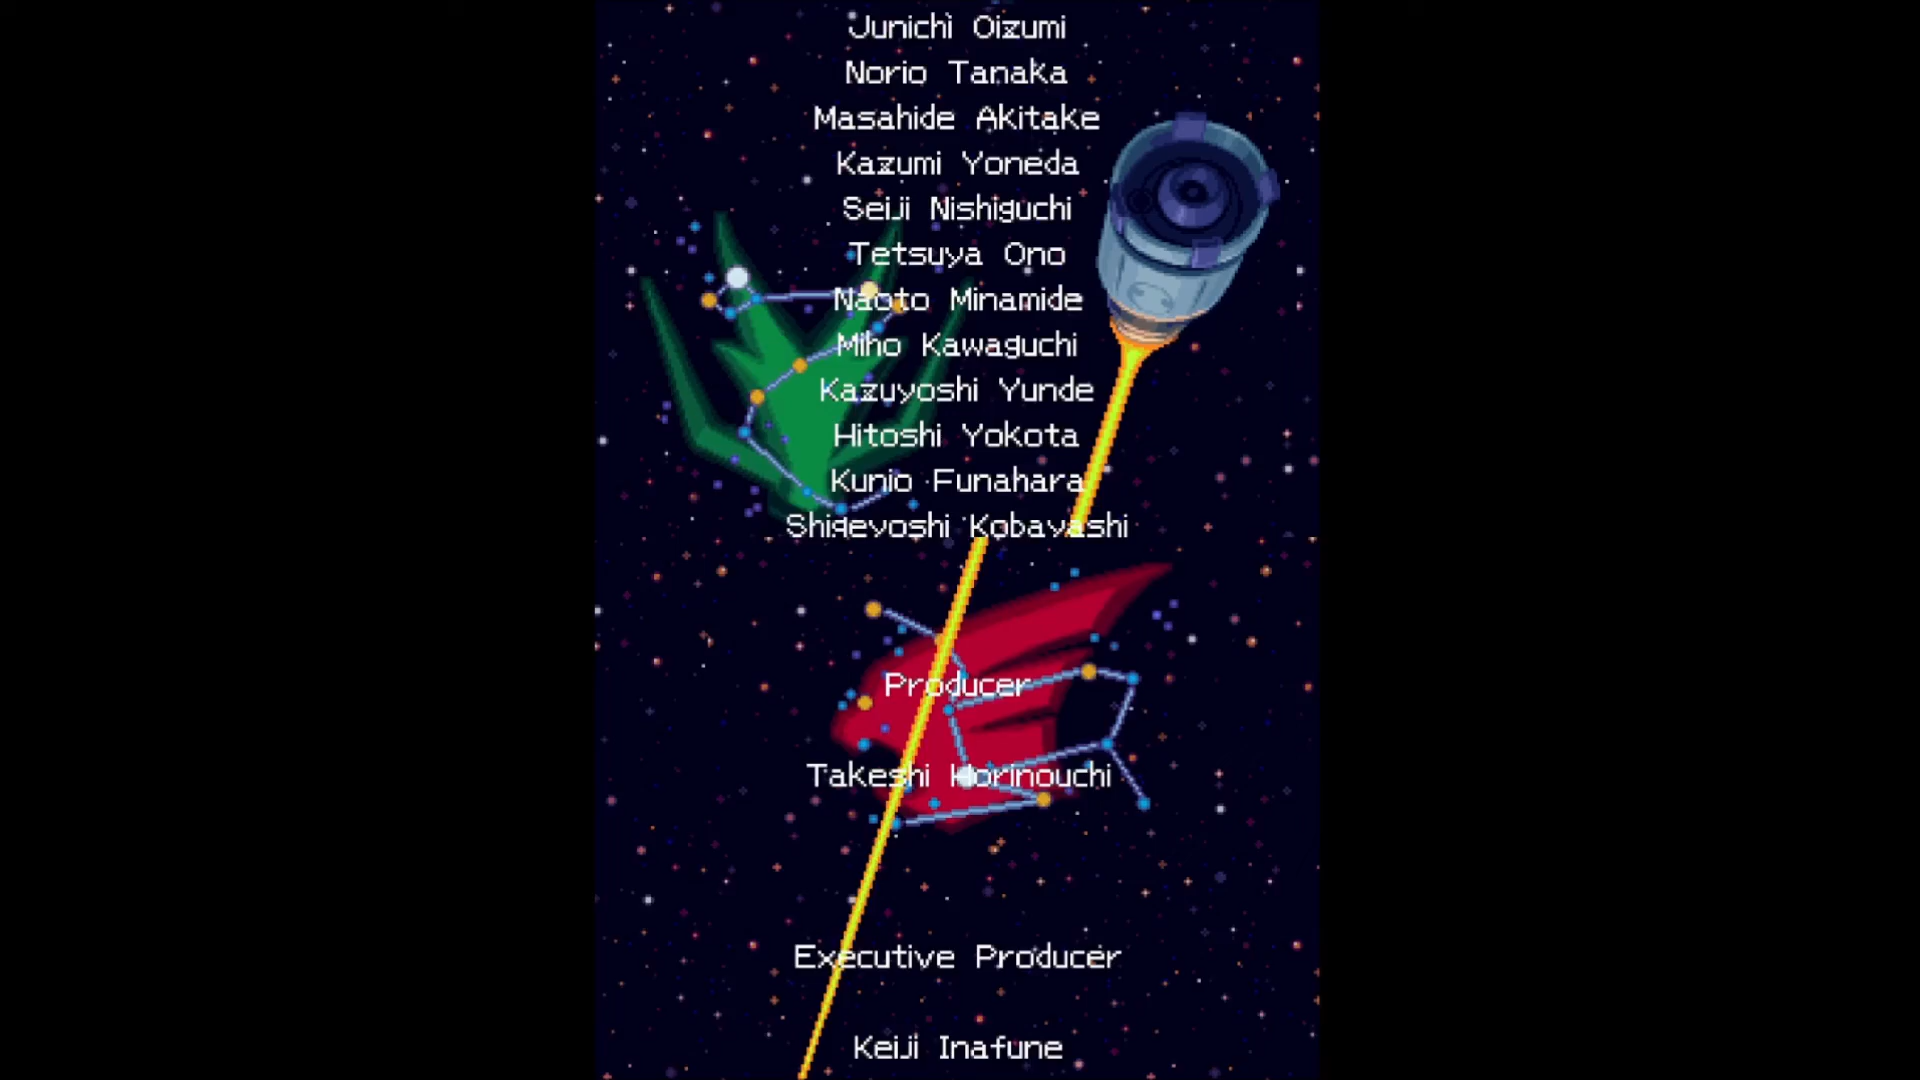 Junichi Oizumi
Norio Tanaka
Masahide Akitake
Kazumi Yoneda
Seiji Nishiguchi
Tetsuya Ono
Naoto Minamide
Miho Kawaguchi
Kazuyoshi Yunde
Hitoshi Yokota
Kunio Funahara
Shigeyoshi Kobayashi
Producer
Takeshi Horinouchi
Executive Producer
Keiji Inafune